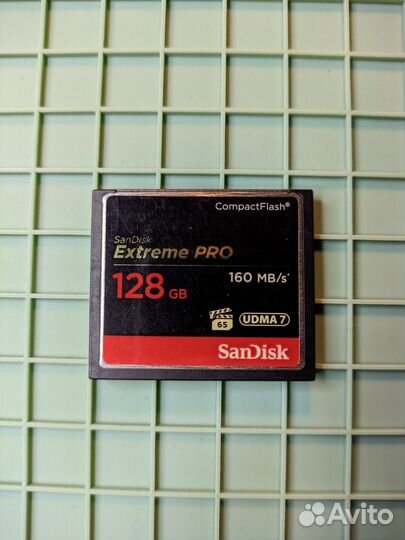 CompactFlash®
SanDisk
Extreme PRO
128 GB
160 MB/s*
65
UDMA 7
SanDisk
Avito